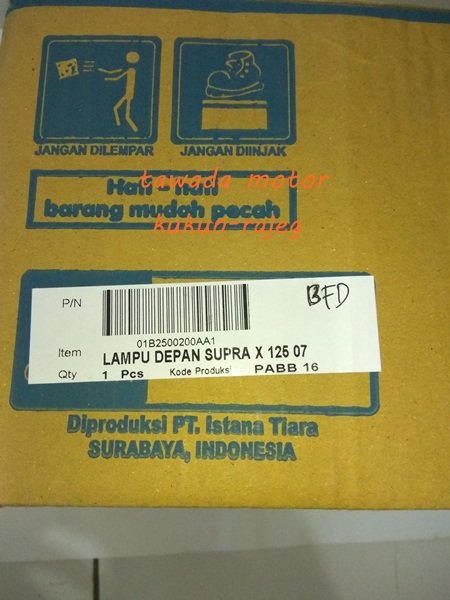 JANGAN DILEMPAR
JANGAN DIINJAK
Hati - Hati
tawada motor
barang mudah pecah
kukun-rajeg
P/N
BFD
01B2500200AA1
Item LAMPU DEPAN SUPRA X 125 07
Qty 1 Pcs Kode Produksi PABB 16
Diproduksi PT. Istana Tiara
SURABAYA, INDONESIA